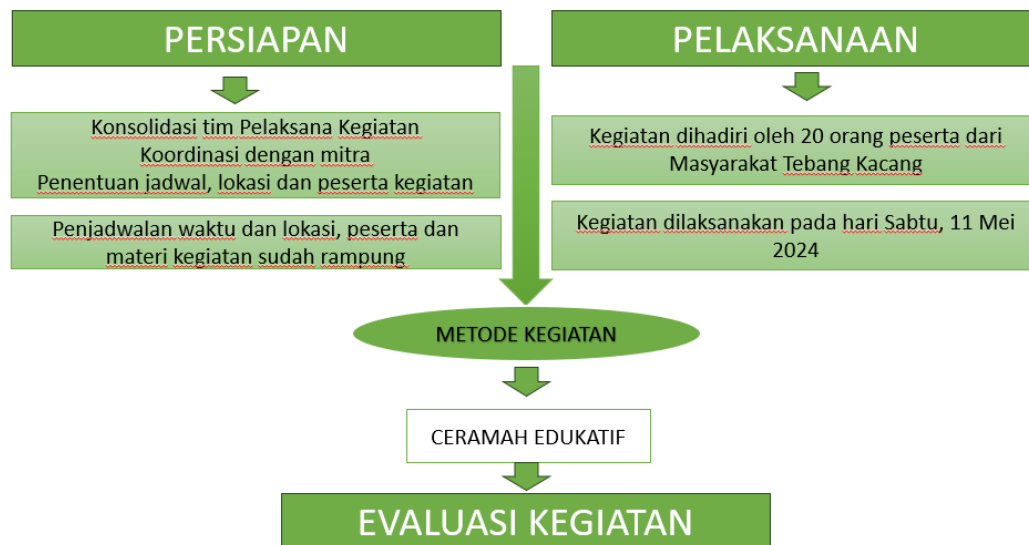 PERSIAPAN
Konsolidasi tim Pelaksana Kegiatan
Koordinasi dengan mitra
Penentuan jadwal, lokasi dan peserta kegiatan
Penjadwalan waktu dan lokasi, peserta dan
materi kegiatan sudah rampung
PELAKSANAAN
Kegiatan dihadiri oleh 20 orang peserta dari
Masyarakat Tebang Kacang
Kegiatan dilaksanakan pada hari Sabtu, 11 Mei
2024
METODE KEGIATAN
CERAMAH EDUKATIF
EVALUASI KEGIATAN